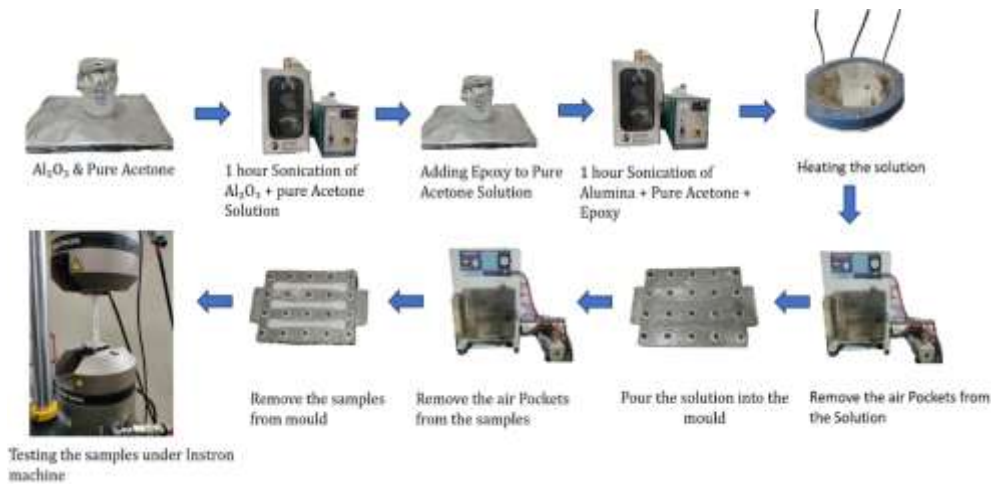 Al₂O₃ & Pure Acetone
1 hour Sonication of
Al₂O₃ + pure Acetone
Solution
Adding Epoxy to Pure
Acetone Solution
1 hour Sonication of
Alumina + Pure Acetone +
Epoxy
Heating the solution
Remove the air Pockets from
the Solution
Pour the solution into the
mould
Remove the air Pockets
from the samples
Remove the samples
from mould
Testing the samples under Instron
machine